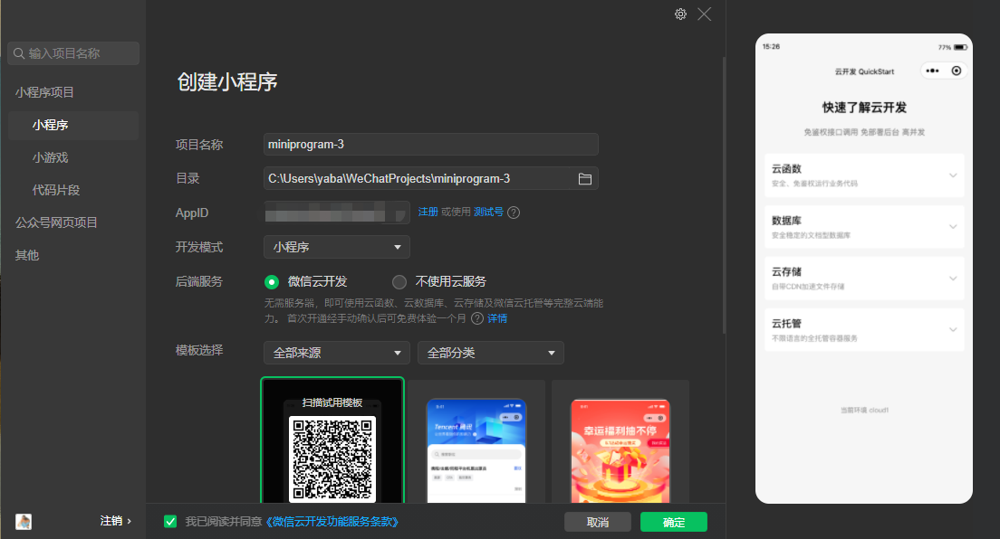 输入项目名称
小程序项目
小程序
小游戏
代码片段
公众号网页项目
其他
注销 ›
创建小程序
项目名称
miniprogram-3
目录
C:\Users\yaba\WeChatProjects\miniprogram-3
AppID
注册 或使用 测试号 ?
开发模式
小程序
后端服务
微信云开发
不使用云服务
无需服务器，即可使用云函数、云数据库、云存储及微信云托管等完整云端能
力。 首次开通经手动确认后可免费体验一个月 ? 详情
模板选择
全部来源
全部分类
扫描试用模板
Tencent 腾讯
幸运福利抽不停
我已阅读并同意《微信云开发功能服务条款》
取消
确定
15:26
77%
云开发 QuickStart
快速了解云开发
免鉴权接口调用 免部署后台 高并发
云函数
安全、免鉴权运行业务代码
数据库
安全稳定的文档型数据库
云存储
自带CDN加速文件存储
云托管
不限语言的全托管容器服务
当前环境 cloud1